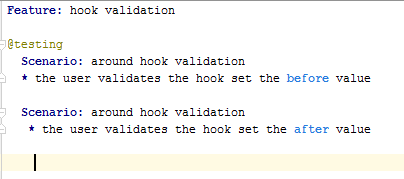 Feature: hook validation
@testing
Scenario: around hook validation
* the user validates the hook set the before value
Scenario: around hook validation
* the user validates the hook set the after value